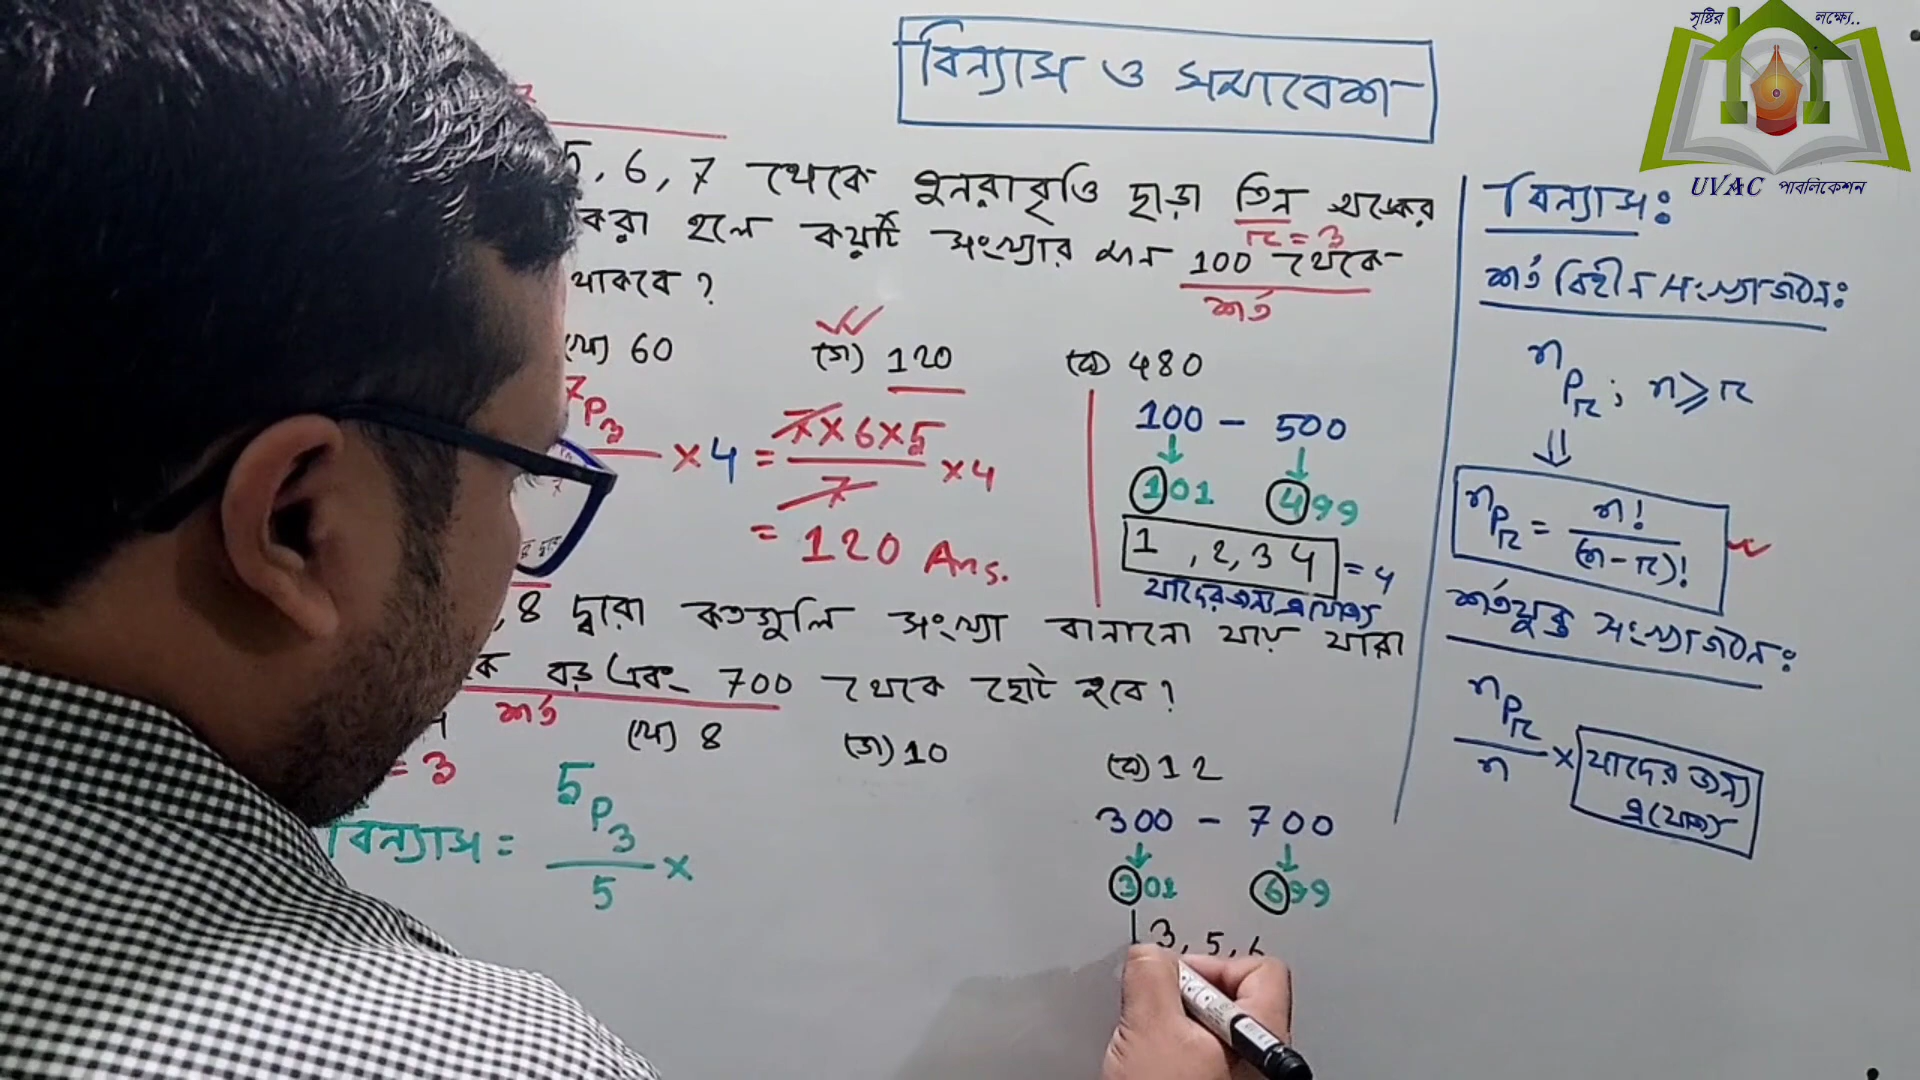 সৃষ্টির লক্ষ্যে..
UVAC পাবলিকেশন
বিন্যাস ও সমাবেশ
5, 6, 7 থেকে পুনরাবৃত্তি ছাড়া তিন অঙ্কের
r = 3
করা হলে কয়টি সংখ্যার মান 100 থেকে
শর্ত
থাকবে ?
(খ) 60 (গ) 120 (ঘ) 480
7P3 × 4 = 7×6×5 / 7 ×4
= 120 Ans.
100 - 500
101 499
1 , 2, 3 4 = 4
যাদের জন্য প্রযোজ্য
, 8 দ্বারা কতগুলি সংখ্যা বানানো যায় যারা
কে বড় এবং 700 থেকে ছোট হবে ?
শর্ত
(খ) 8 (গ) 10 (ঘ) 12
= 3
বিন্যাস = 5P3 / 5 ×
300 - 700
301 699
3, 5, 6
বিন্যাস:
শর্ত বিহীন সংখ্যা গঠন:
nPr ; n ≥ r
⇓
nPr = n! / (n-r)!
শর্তযুক্ত সংখ্যা গঠন:
nPr / n × যাদের জন্য
প্রযোজ্য